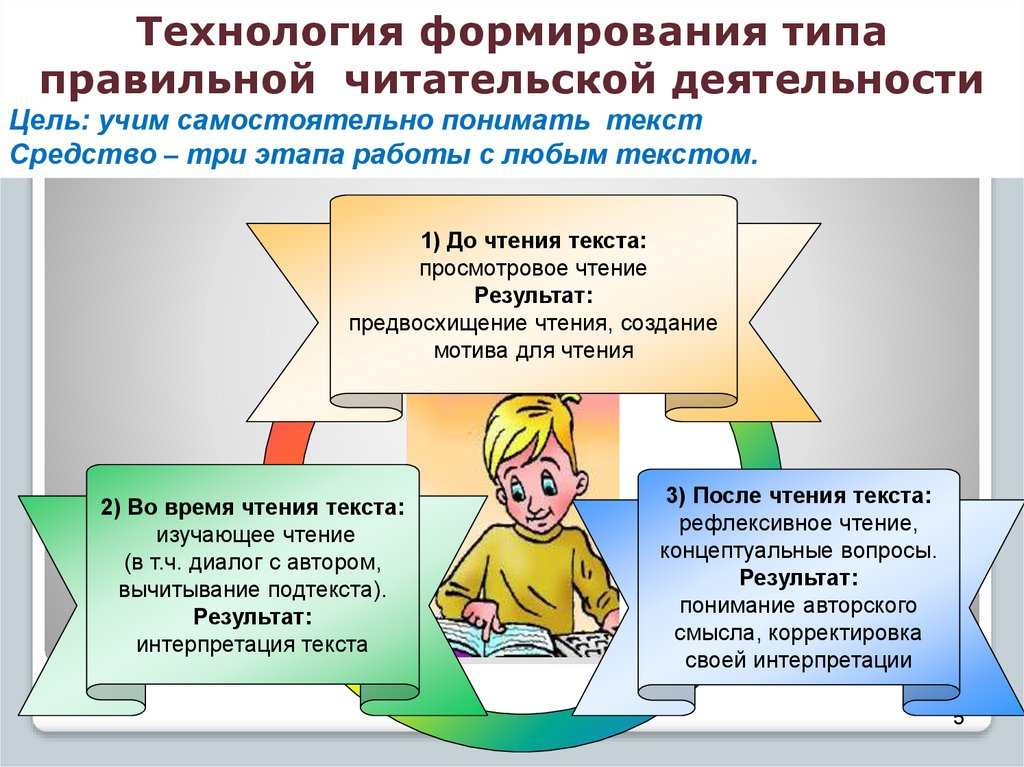 Технология формирования типа
правильной читательской деятельности
Цель: учим самостоятельно понимать текст
Средство – три этапа работы с любым текстом.
1) До чтения текста:
просмотровое чтение
Результат:
предвосхищение чтения, создание
мотива для чтения
2) Во время чтения текста:
изучающее чтение
(в т.ч. диалог с автором,
вычитывание подтекста).
Результат:
интерпретация текста
3) После чтения текста:
рефлексивное чтение,
концептуальные вопросы.
Результат:
понимание авторского
смысла, корректировка
своей интерпретации
5